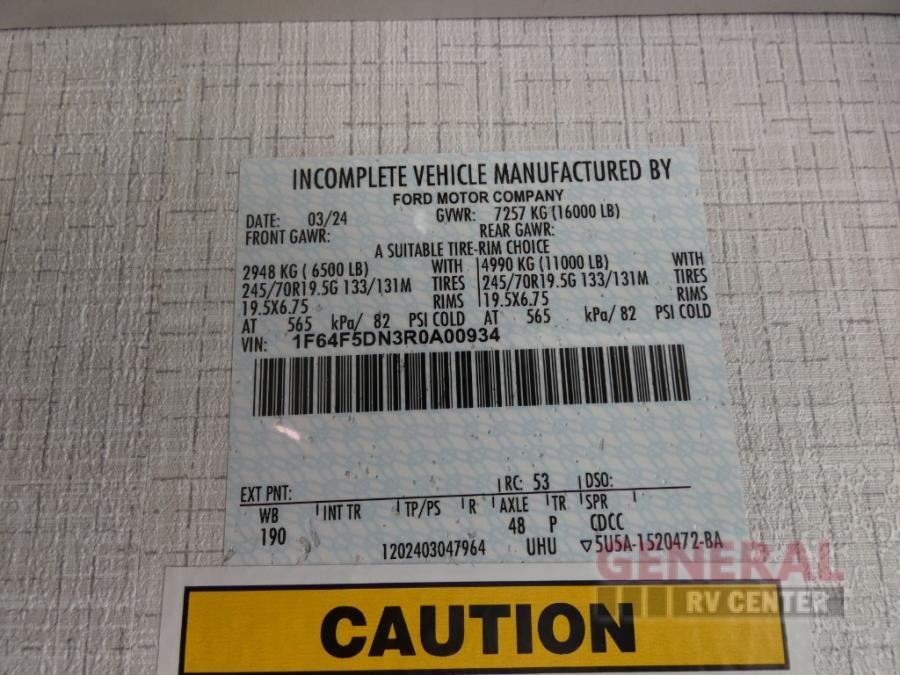 INCOMPLETE VEHICLE MANUFACTURED BY
FORD MOTOR COMPANY
DATE: 03/24 GVWR: 7257 KG (16000 LB)
FRONT GAWR: REAR GAWR:
A SUITABLE TIRE-RIM CHOICE
2948 KG ( 6500 LB) WITH 4990 KG (11000 LB) WITH
245/70R19.5G 133/131M TIRES 245/70R19.5G 133/131M TIRES
19.5X6.75 RIMS 19.5X6.75 RIMS
AT 565 kPa/ 82 PSI COLD AT 565 kPa/ 82 PSI COLD
VIN: 1F64F5DN3R0A00934
EXT PNT: RC: 53 DSO:
WB INT TR TP/PS R AXLE TR SPR
190 48 P CDCC
1202403047964 UHU ▽5U5A-1520472-BA
GENERAL
RV CENTER
CAUTION